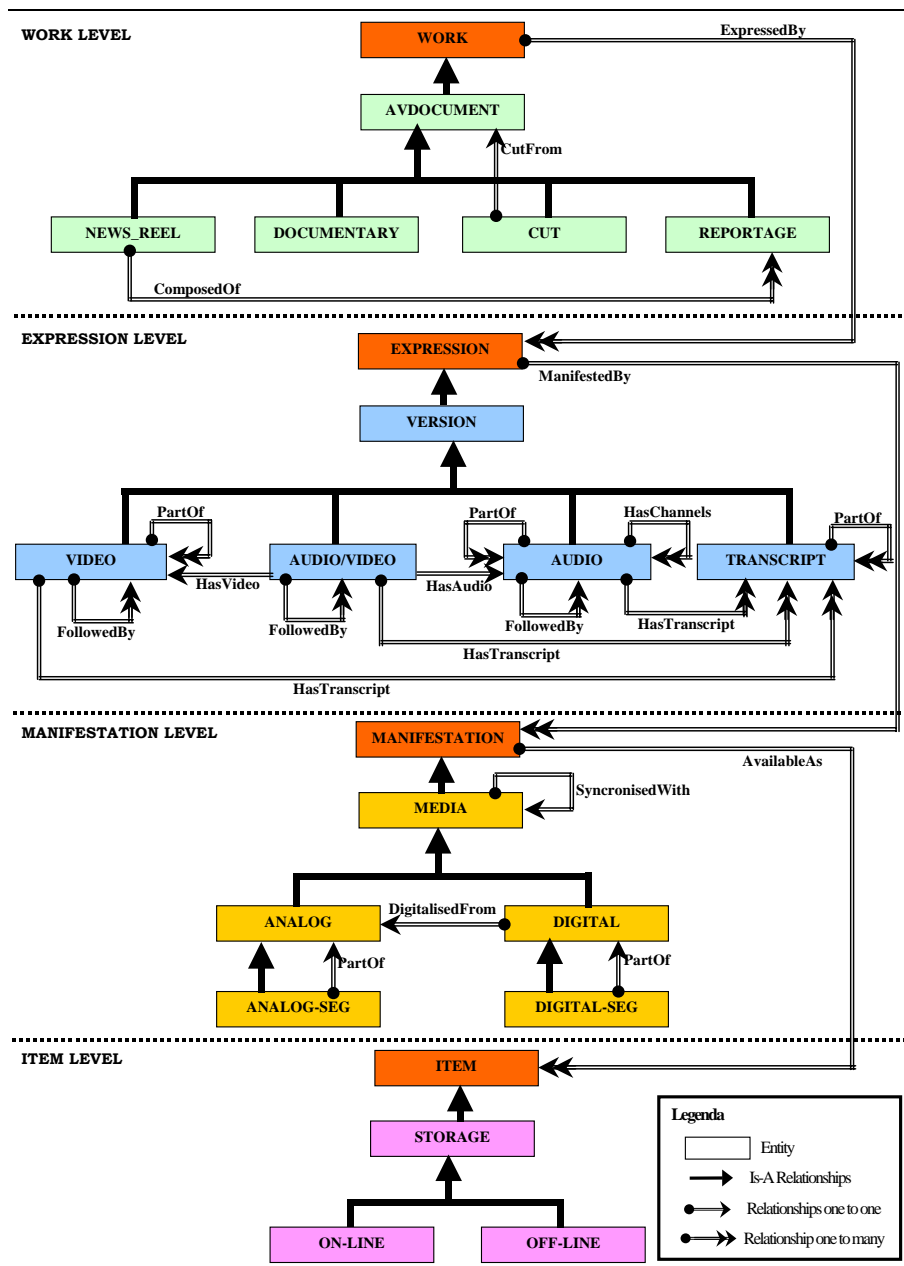 WORK LEVEL
WORK
ExpressedBy
AVDOCUMENT
CutFrom
NEWS_REEL
DOCUMENTARY
CUT
REPORTAGE
ComposedOf
EXPRESSION LEVEL
EXPRESSION
ManifestedBy
VERSION
PartOf
PartOf
HasChannels
PartOf
VIDEO
AUDIO/VIDEO
AUDIO
TRANSCRIPT
HasVideo
HasAudio
FollowedBy
FollowedBy
FollowedBy
HasTranscript
HasTranscript
HasTranscript
MANIFESTATION LEVEL
MANIFESTATION
AvailableAs
SyncronisedWith
MEDIA
DigitalisedFrom
ANALOG
DIGITAL
PartOf
PartOf
ANALOG-SEG
DIGITAL-SEG
ITEM LEVEL
ITEM
STORAGE
ON-LINE
OFF-LINE
Legenda
Entity
Is-A Relationships
Relationships one to one
Relationship one to many